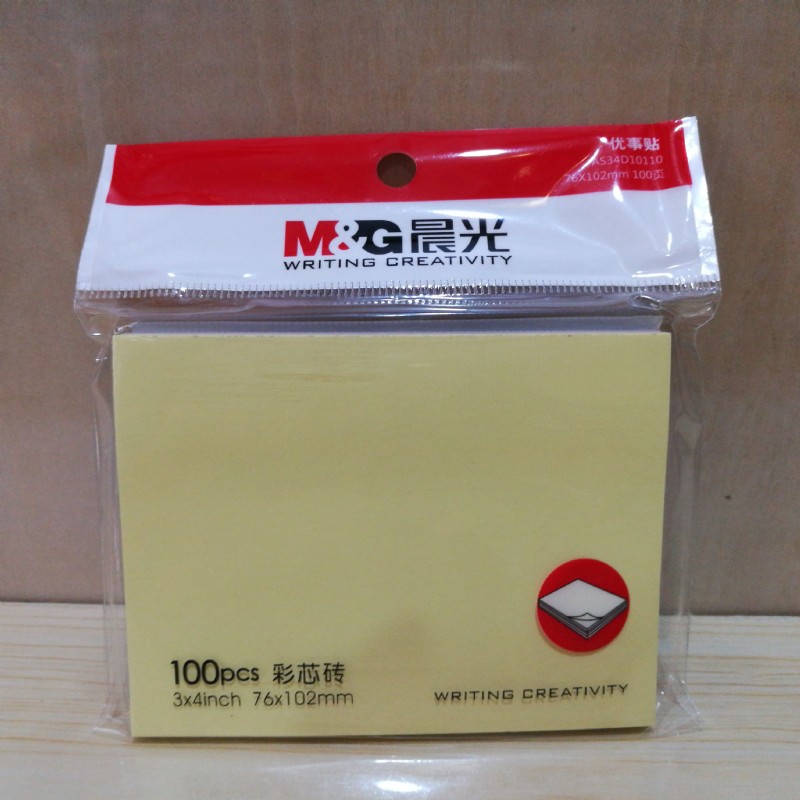 优事贴
AS34D10110
76X102mm 100页
M&G晨光
WRITING CREATIVITY
100pcs 彩芯砖
3x4inch 76x102mm
WRITING CREATIVITY